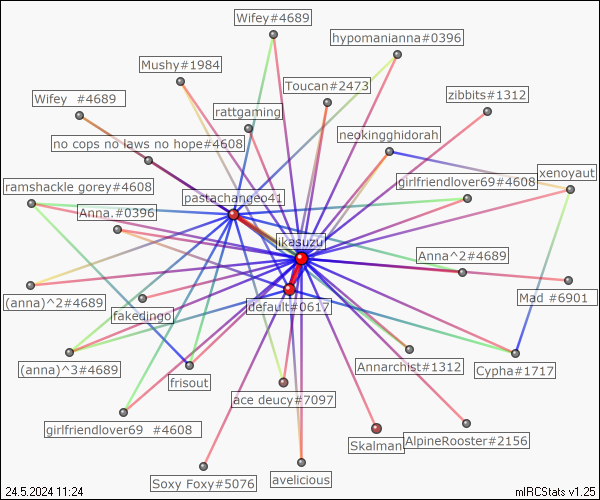 Wifey#4689
hypomanianna#0396
Mushy#1984
Toucan#2473
zibbits#1312
Wifey  #4689
rattgaming
neokingghidorah
no cops no laws no hope#4608
xenoyaut
ramshackle gorey#4608
girlfriendlover69#4608
pastachangeo41
Anna.#0396
ikasuzu
Anna^2#4689
(anna)^2#4689
Mad #6901
fakedingo
default#0617
(anna)^3#4689
Annarchist#1312
Cypha#1717
frisout
ace deucy#7097
girlfriendlover69  #4608
Skalman
AlpineRooster#2156
Soxy Foxy#5076
avelicious
24.5.2024 11:24
mIRCStats v1.25